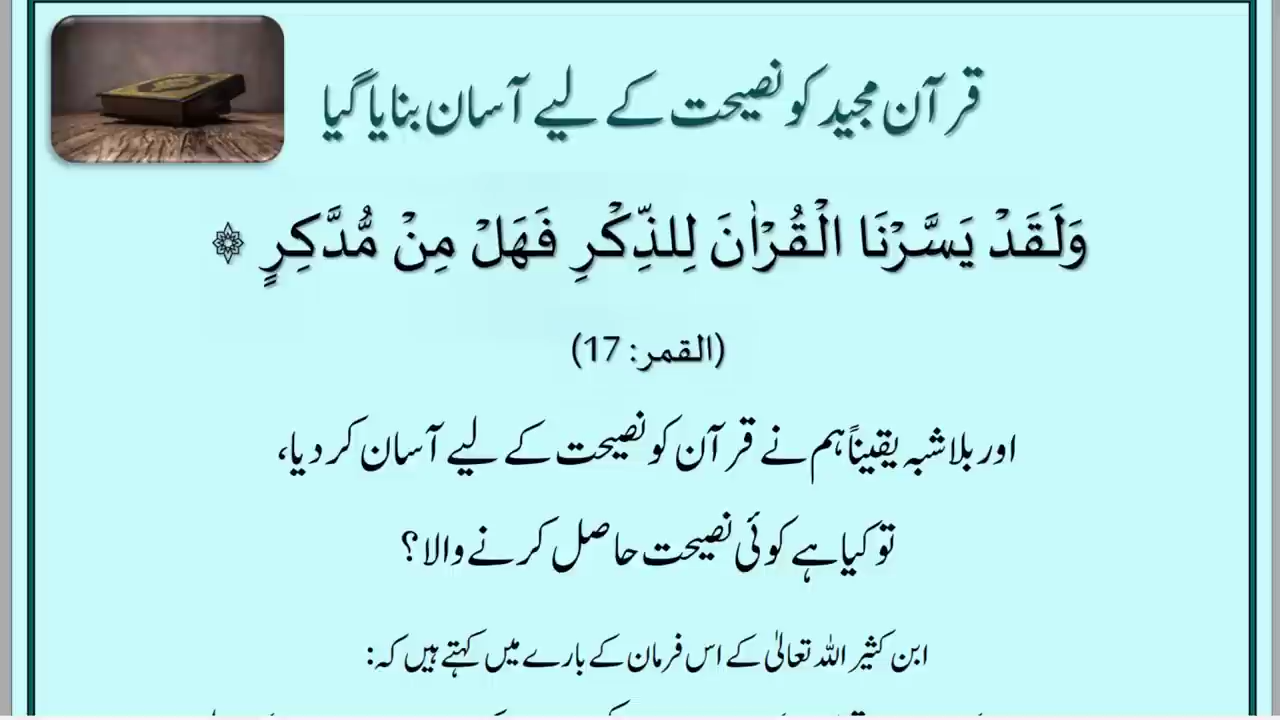 قرآن مجید کو نصیحت کے لیے آسان بنایا گیا
وَلَقَدْ يَسَّرْنَا الْقُرْاٰنَ لِلذِّكْرِ فَهَلْ مِنْ مُّدَّكِرٍ ۞
(القمر: 17)
اور بلاشبہ یقیناً ہم نے قرآن کو نصیحت کے لیے آسان کر دیا،
تو کیا ہے کوئی نصیحت حاصل کرنے والا؟
ابن کثیر اللہ تعالیٰ کے اس فرمان کے بارے میں کہتے ہیں کہ: